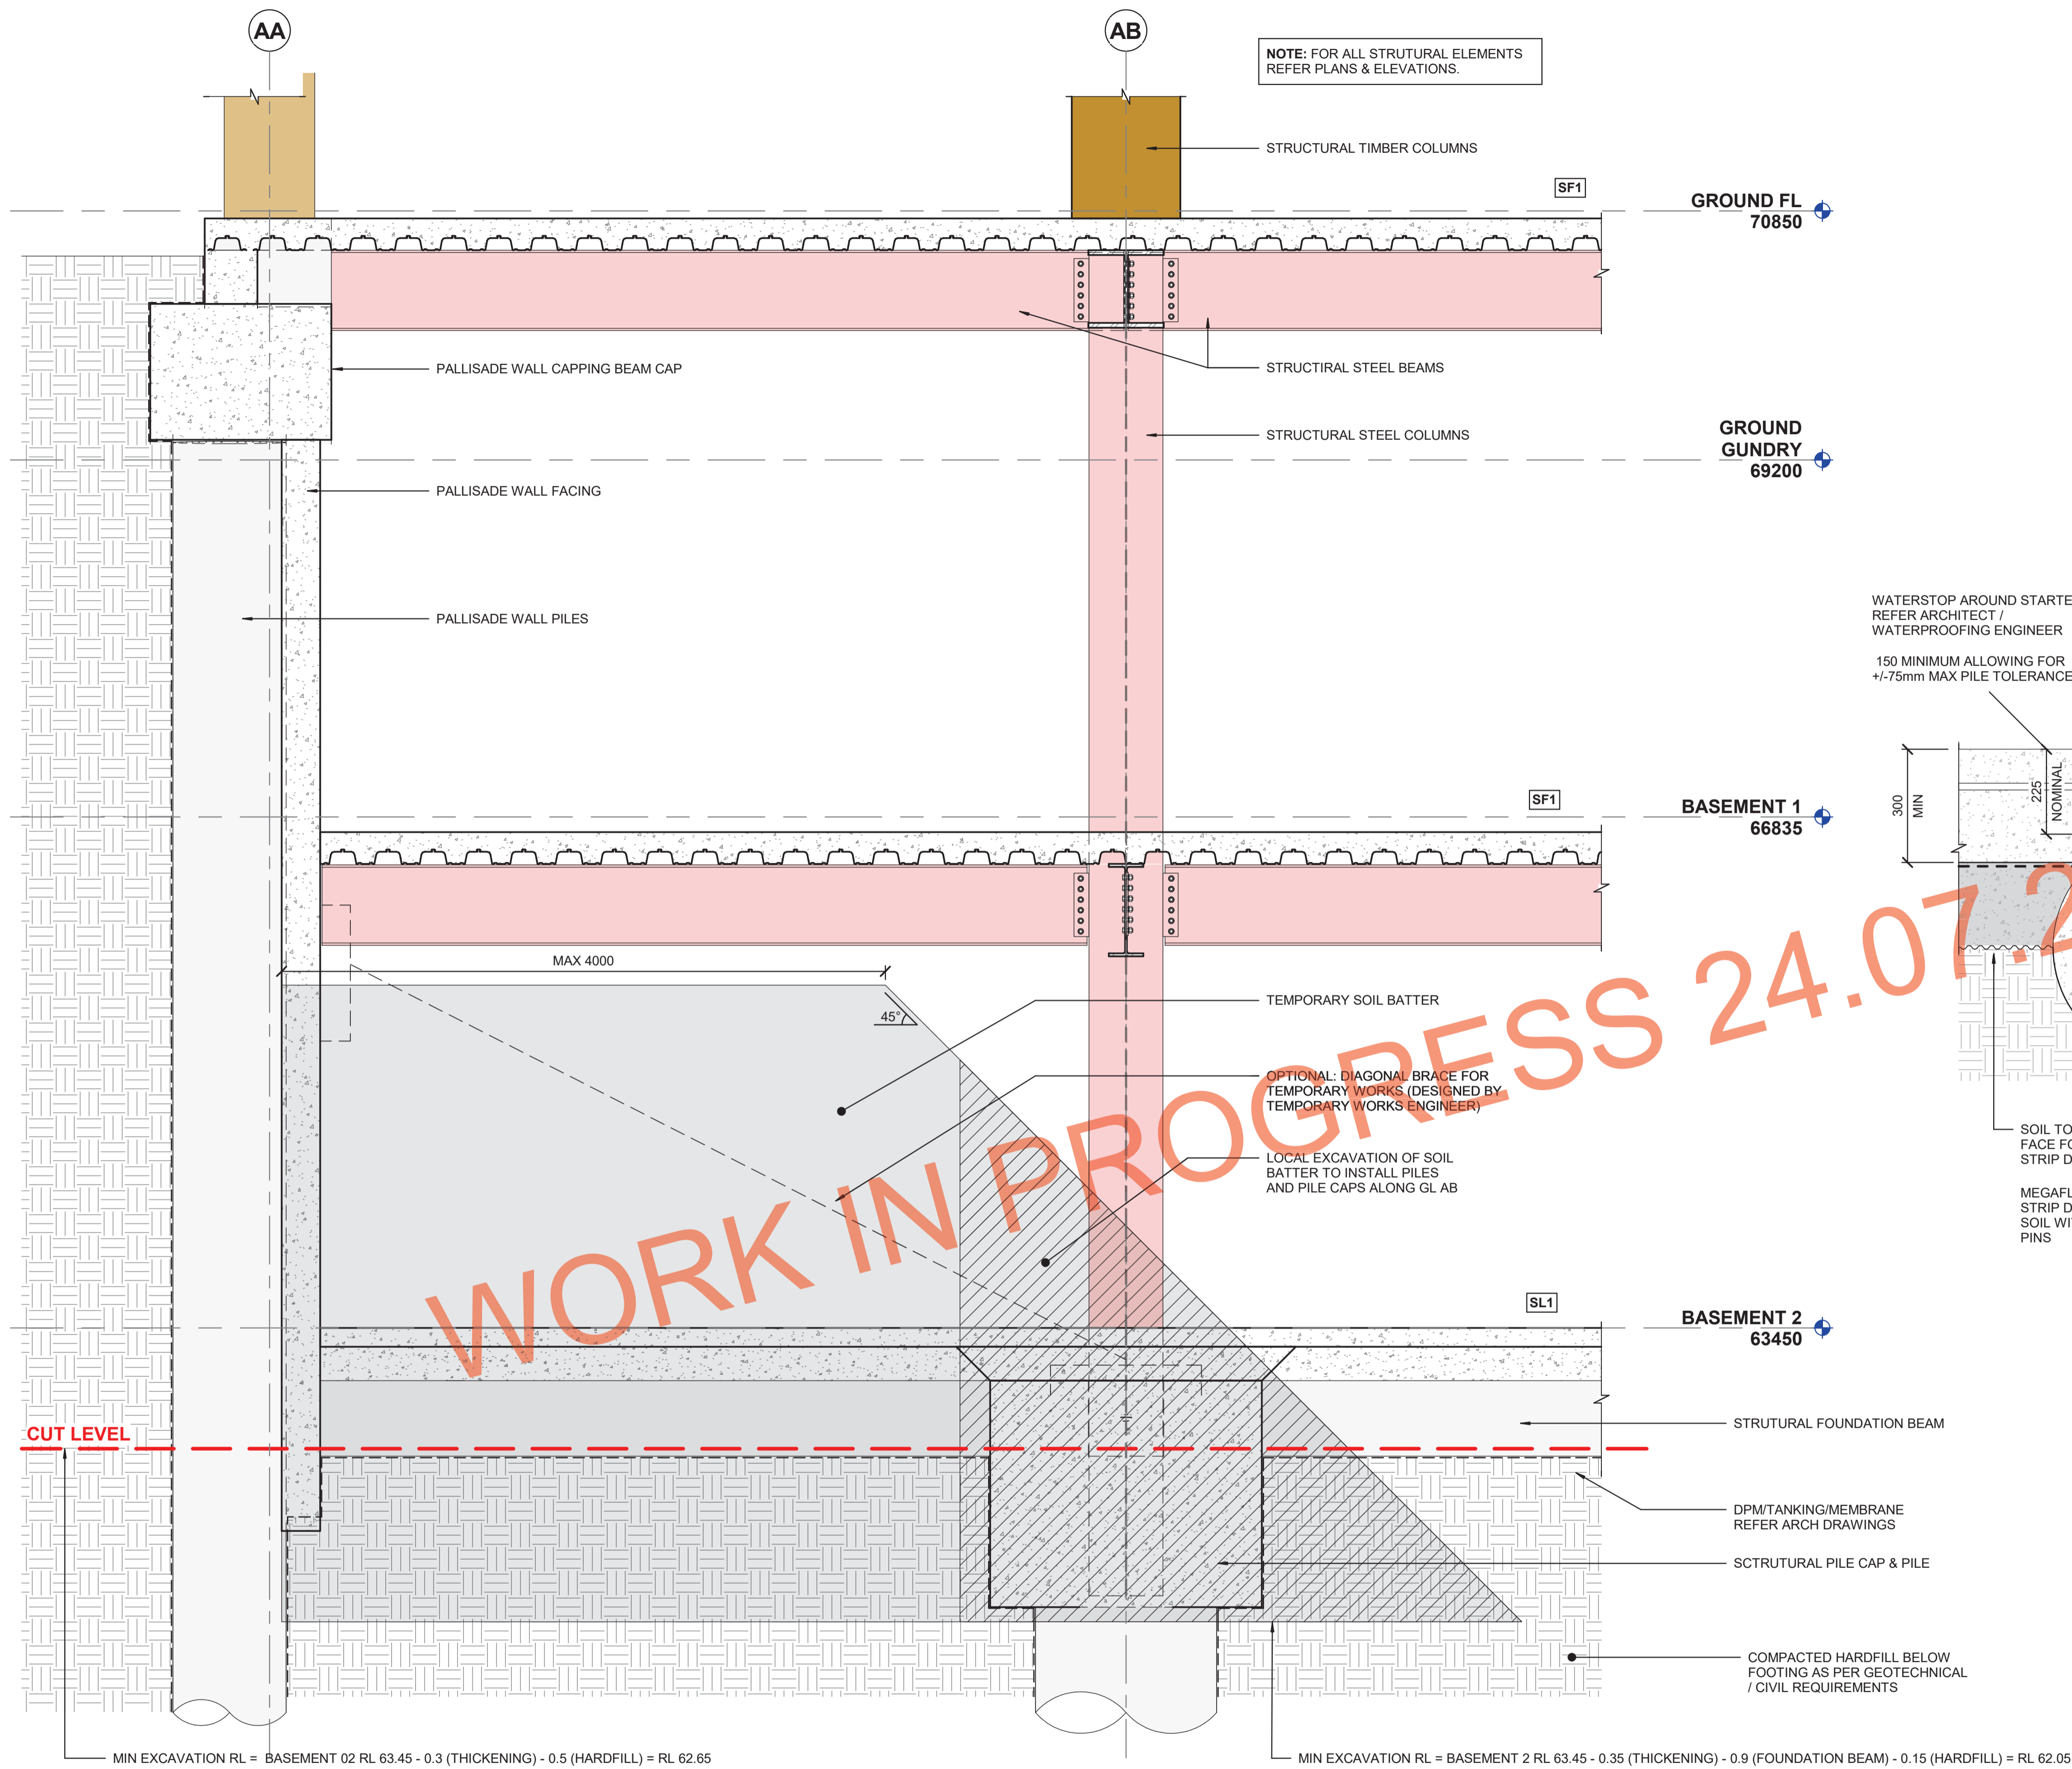 AA
AB
NOTE: FOR ALL STRUTURAL ELEMENTS
REFER PLANS & ELEVATIONS.
STRUCTURAL TIMBER COLUMNS
SF1
GROUND FL
70850
PALLISADE WALL CAPPING BEAM CAP
STRUCTIRAL STEEL BEAMS
STRUCTURAL STEEL COLUMNS
GROUND
GUNDRY
69200
PALLISADE WALL FACING
PALLISADE WALL PILES
WATERSTOP AROUND STARTE
REFER ARCHITECT /
WATERPROOFING ENGINEER
150 MINIMUM ALLOWING FOR
+/-75mm MAX PILE TOLERANCE
300
MIN
225
NOMINAL
SF1
BASEMENT 1
66835
MAX 4000
45°
TEMPORARY SOIL BATTER
OPTIONAL: DIAGONAL BRACE FOR
TEMPORARY WORKS (DESIGNED BY
TEMPORARY WORKS ENGINEER)
LOCAL EXCAVATION OF SOIL
BATTER TO INSTALL PILES
AND PILE CAPS ALONG GL AB
WORK IN PROGRESS 24.07.2
SOIL TO
FACE FO
STRIP D
MEGAFL
STRIP D
SOIL WI
PINS
SL1
BASEMENT 2
63450
CUT LEVEL
STRUTURAL FOUNDATION BEAM
DPM/TANKING/MEMBRANE
REFER ARCH DRAWINGS
SCTRUTURAL PILE CAP & PILE
COMPACTED HARDFILL BELOW
FOOTING AS PER GEOTECHNICAL
/ CIVIL REQUIREMENTS
MIN EXCAVATION RL = BASEMENT 02 RL 63.45 - 0.3 (THICKENING) - 0.5 (HARDFILL) = RL 62.65
MIN EXCAVATION RL = BASEMENT 2 RL 63.45 - 0.35 (THICKENING) - 0.9 (FOUNDATION BEAM) - 0.15 (HARDFILL) = RL 62.05